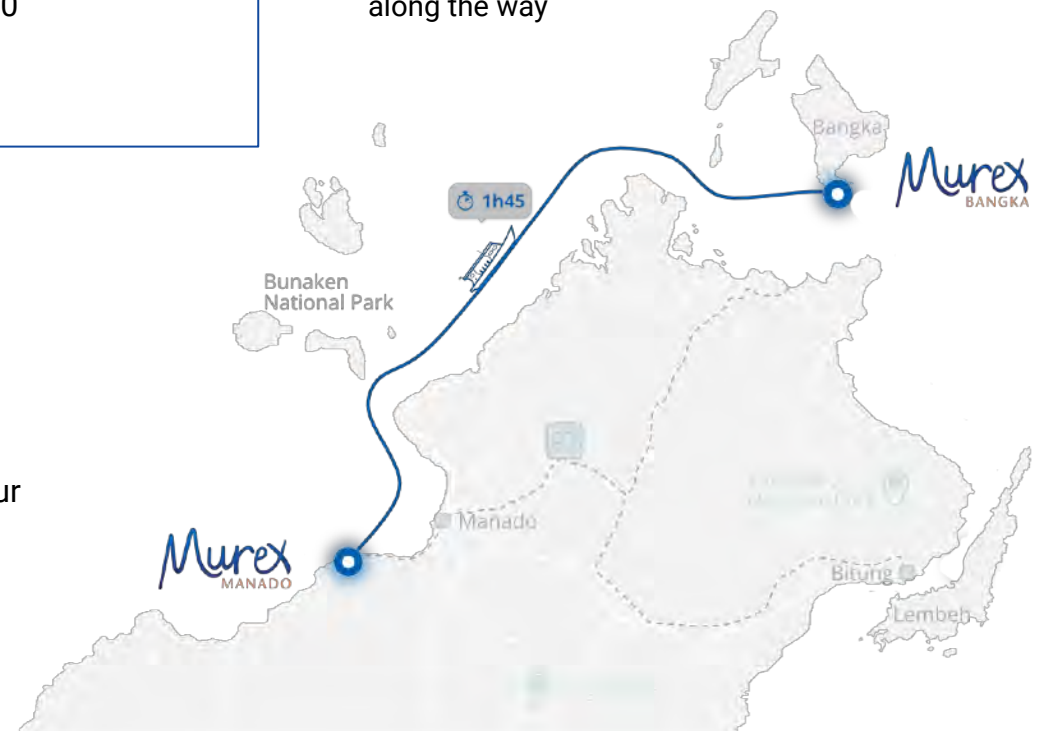 0
along the way
Bangka
Murex
BANGKA
1h45
Bunaken
National Park
ur
Murex
MANADO
Manado
Bitung
Lembeh